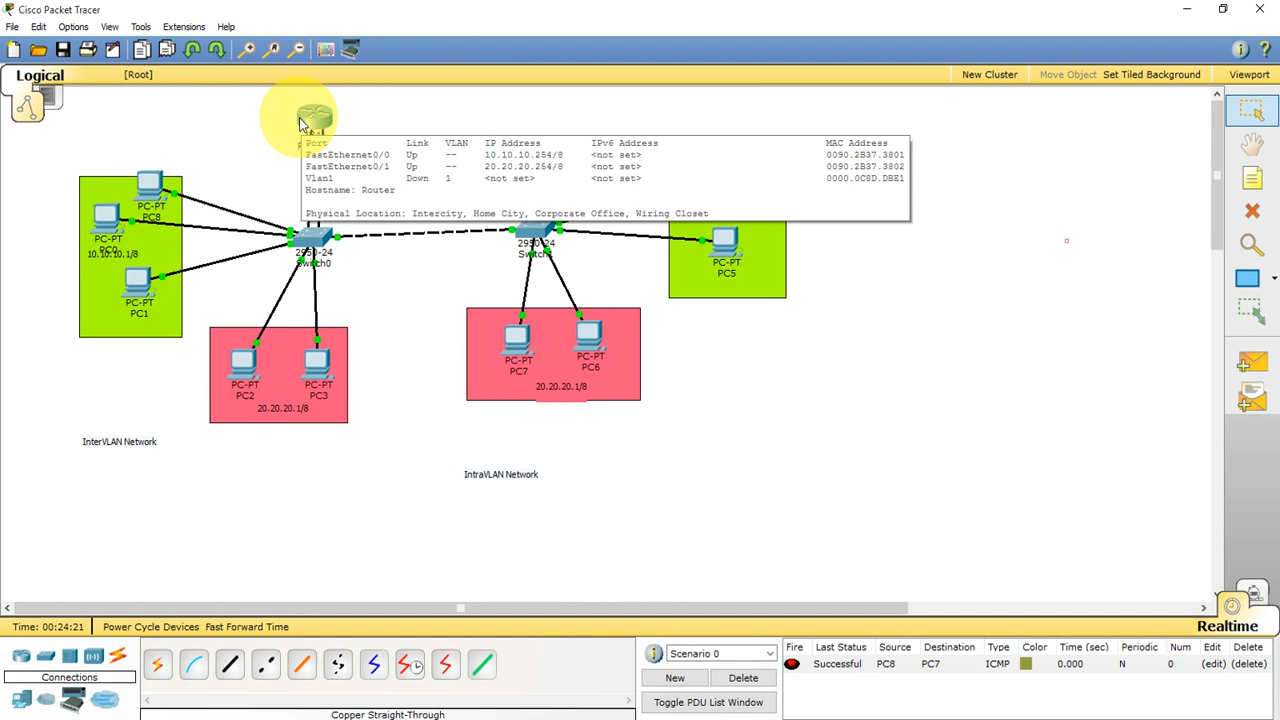 Cisco Packet Tracer
File Edit Options View Tools Extensions Help
Logical [Root] New Cluster Move Object Set Tiled Background Viewport
Port Link VLAN IP Address IPv6 Address MAC Address
FastEthernet0/0 Up -- 10.10.10.254/8 <not set> 0090.2B37.3801
FastEthernet0/1 Up -- 20.20.20.254/8 <not set> 0090.2B37.3802
Vlan1 Down 1 <not set> <not set> 0000.0C8D.DBE1
Hostname: Router
Physical Location: Intercity, Home City, Corporate Office, Wiring Closet
PC-PT
PC8
PC-PT
PC0
10.10.10.1/8
PC-PT
PC1
2950-24
Switch0
2950-24
PC-PT
PC5
PC-PT
PC2
PC-PT
PC3
20.20.20.1/8
PC-PT
PC7
PC-PT
PC6
20.20.20.1/8
InterVLAN Network
IntraVLAN Network
Time: 00:24:21 Power Cycle Devices Fast Forward Time Realtime
Connections
Copper Straight-Through
Scenario 0
New Delete
Toggle PDU List Window
Fire Last Status Source Destination Type Color Time (sec) Periodic Num Edit Delete
Successful PC8 PC7 ICMP 0.000 N 0 (edit) (delete)